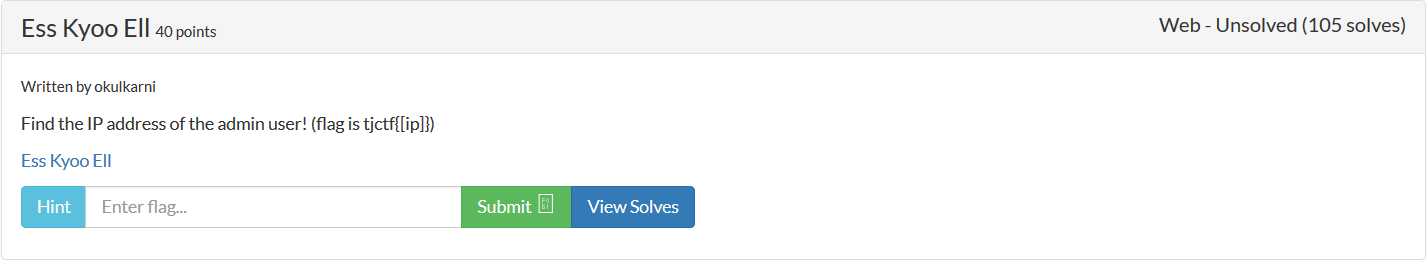 Ess Kyoo Ell 40 points
Web - Unsolved (105 solves)
Written by okulkarni
Find the IP address of the admin user! (flag is tjctf{[ip]})
Ess Kyoo Ell
Hint Enter flag... Submit View Solves